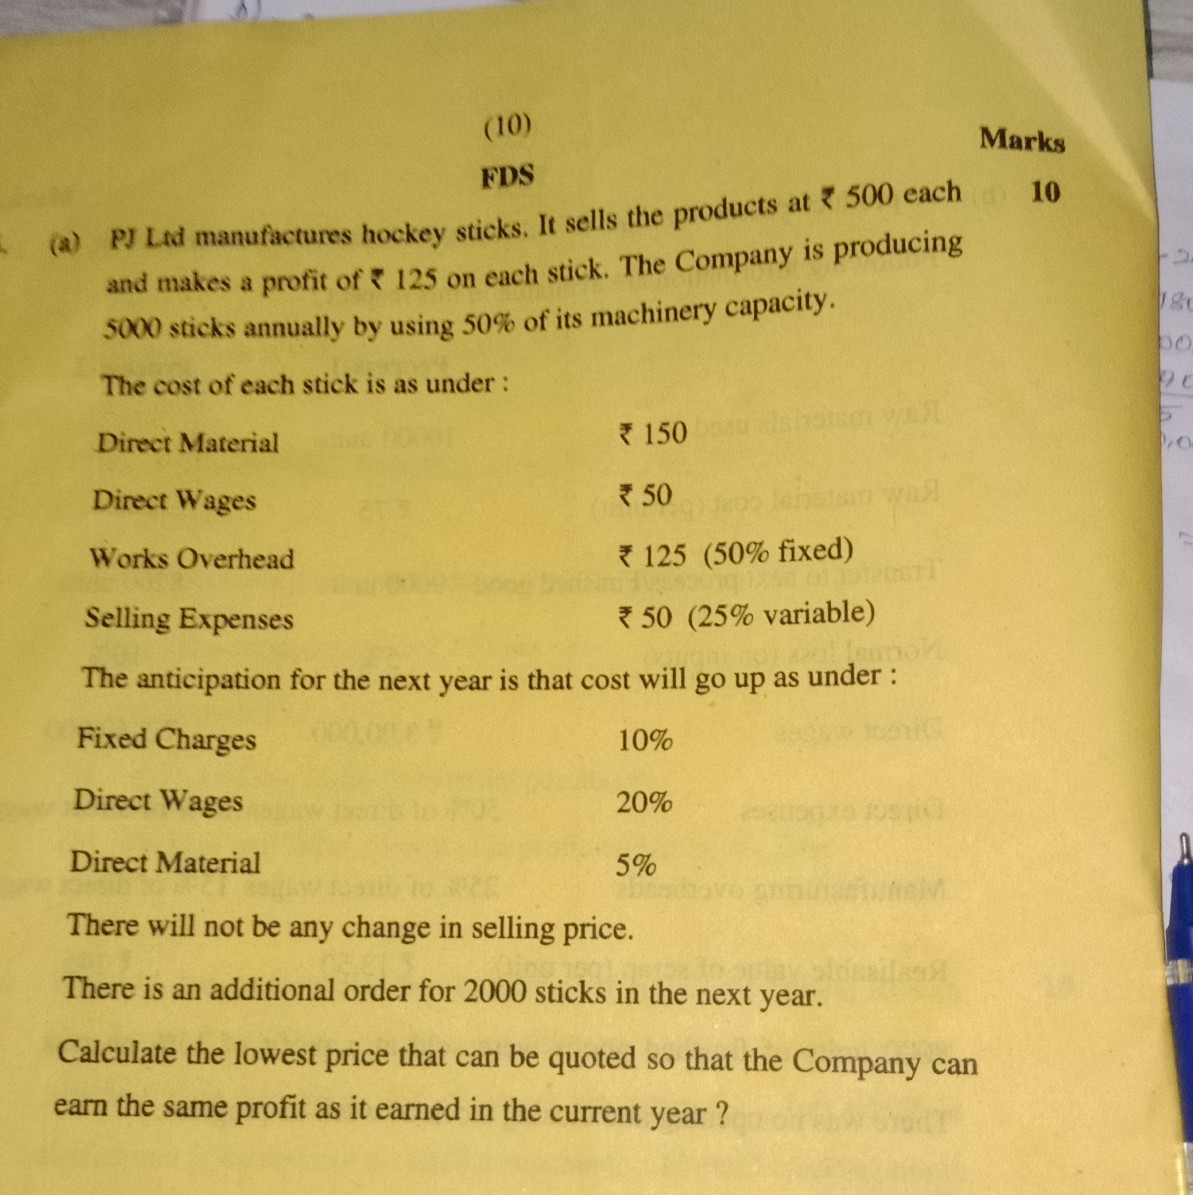 (10)
Marks
FDS
(a) PJ Ltd manufactures hockey sticks. It sells the products at ₹ 500 each 10
and makes a profit of ₹ 125 on each stick. The Company is producing
5000 sticks annually by using 50% of its machinery capacity.
The cost of each stick is as under :
Direct Material ₹ 150
Direct Wages ₹ 50
Works Overhead ₹ 125 (50% fixed)
Selling Expenses ₹ 50 (25% variable)
The anticipation for the next year is that cost will go up as under :
Fixed Charges 10%
Direct Wages 20%
Direct Material 5%
There will not be any change in selling price.
There is an additional order for 2000 sticks in the next year.
Calculate the lowest price that can be quoted so that the Company can
earn the same profit as it earned in the current year ?